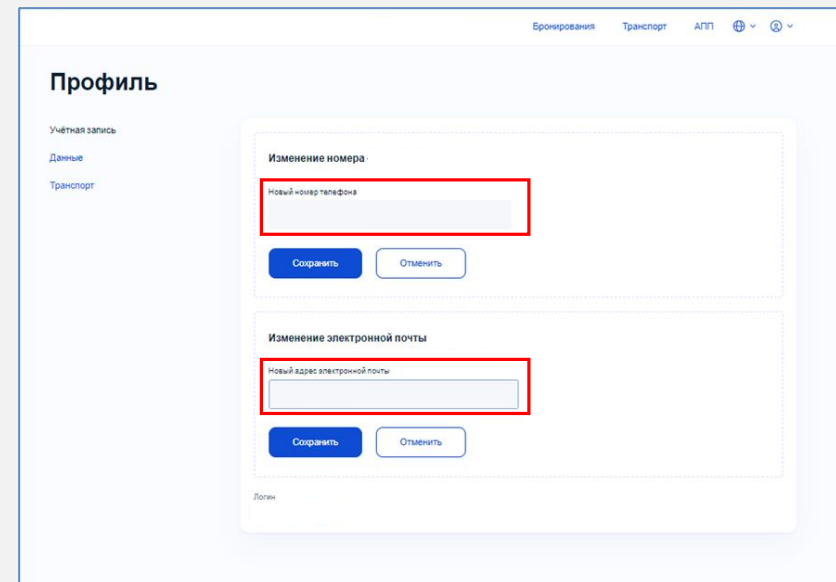 Бронирования Транспорт АПП
Профиль
Учётная запись
Данные
Транспорт
Изменение номера
Новый номер телефона
Сохранить Отменить
Изменение электронной почты
Новый адрес электронной почты
Сохранить Отменить
Логин